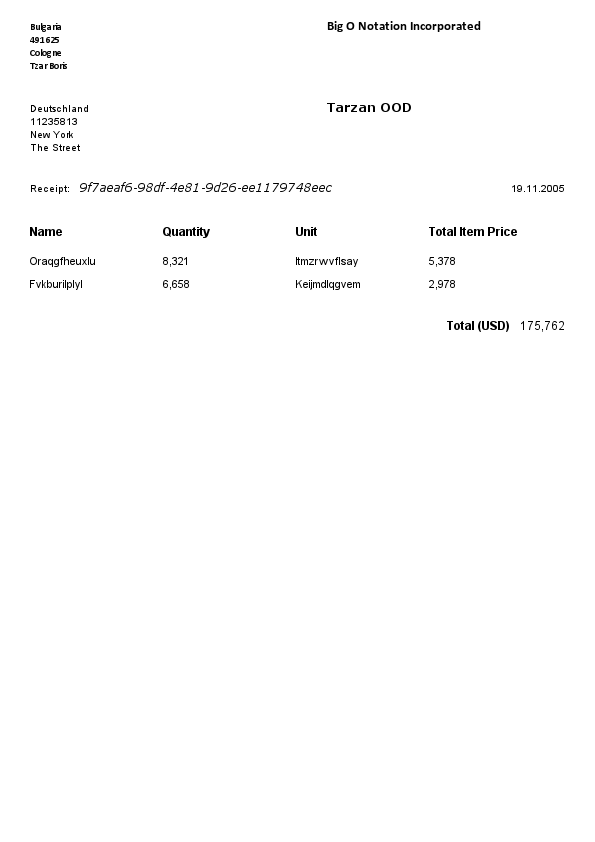 Bulgaria
Big O Notation Incorporated
491625
Cologne
Tzar Boris
Deutschland
Tarzan OOD
11235813
New York
The Street
Receipt: 9f7aeaf6-98df-4e81-9d26-ee1179748eec 19.11.2005
Name Quantity Unit Total Item Price
Oraqgfheuxlu 8,321 Itmzrwvflsay 5,378
Fvkburilplyl 6,658 Keijmdlqgvem 2,978
Total (USD) 175,762